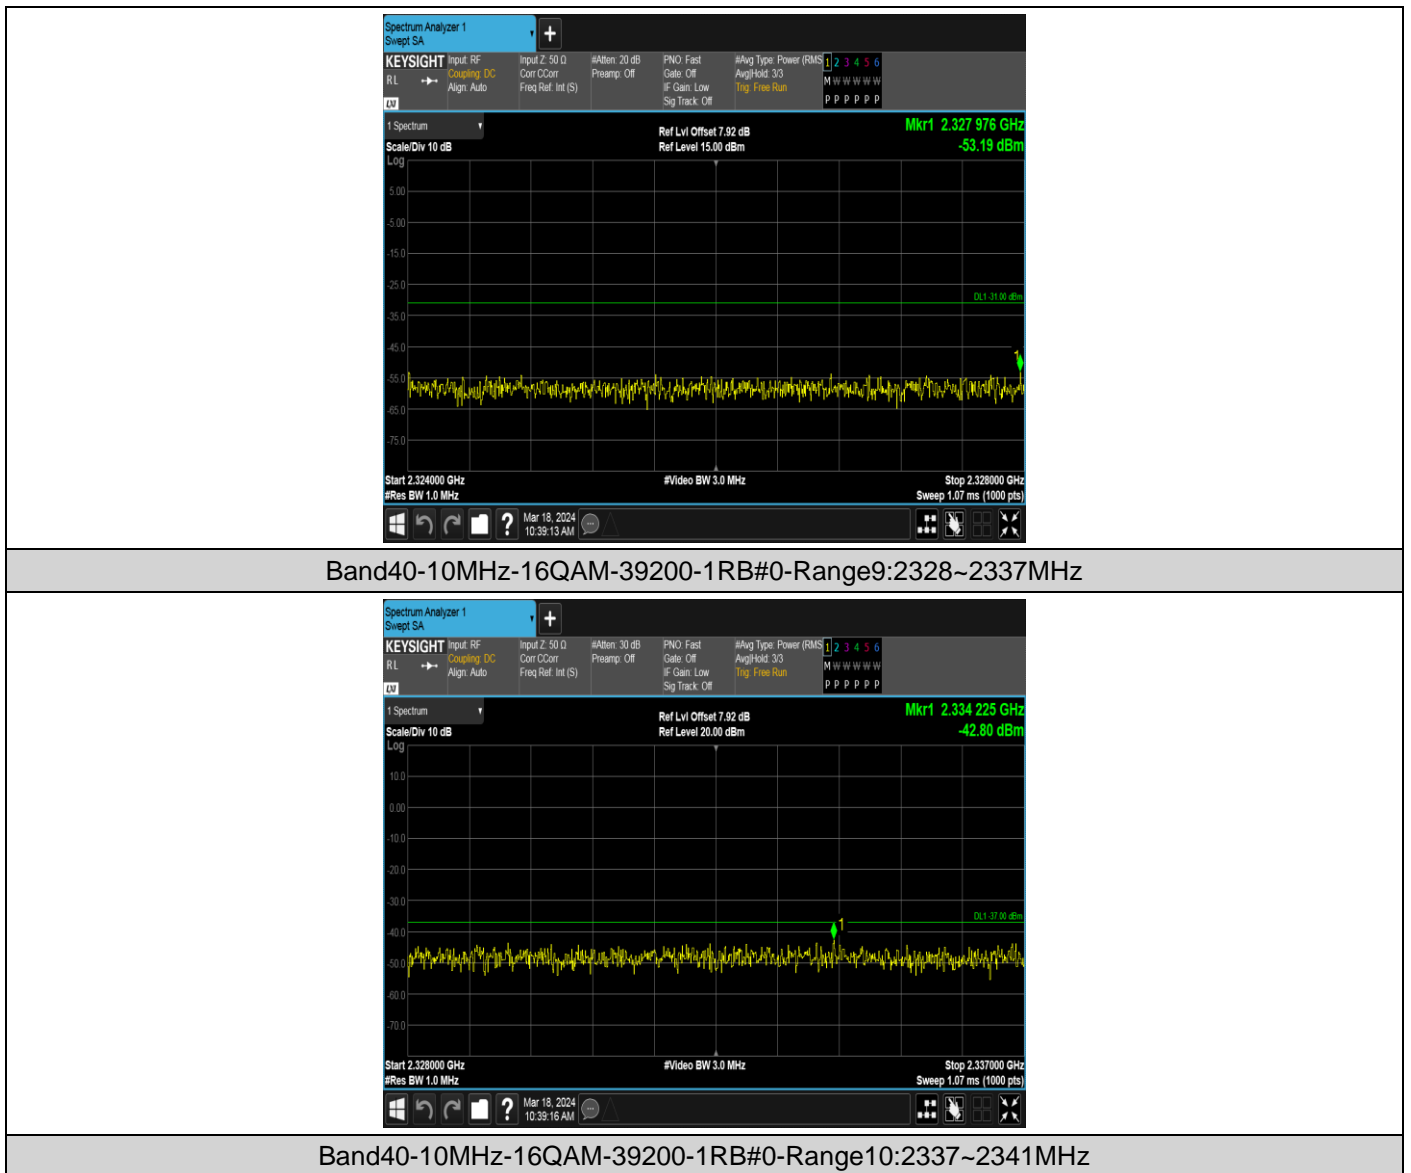 Spectrum Analyzer 1
Swept SA
+
KEYSIGHT
RL
LXI
Input: RF
Coupling: DC
Align: Auto
Input Z: 50 Ω
Corr CCorr
Freq Ref: Int (S)
#Atten: 20 dB
Preamp: Off
PNO: Fast
Gate: Off
IF Gain: Low
Sig Track: Off
#Avg Type: Power (RMS
Avg|Hold: 3/3
Trig: Free Run
1 2 3 4 5 6
M W W W W W
P P P P P P
1 Spectrum
Scale/Div 10 dB
Log
Ref Lvl Offset 7.92 dB
Ref Level 15.00 dBm
Mkr1 2.327 976 GHz
-53.19 dBm
5.00
-5.00
-15.0
-25.0
DL1 -31.00 dBm
-35.0
-45.0
1
-55.0
-65.0
-75.0
Start 2.324000 GHz
#Video BW 3.0 MHz
Stop 2.328000 GHz
#Res BW 1.0 MHz
Sweep 1.07 ms (1000 pts)
?
Mar 18, 2024
10:39:13 AM
Band40-10MHz-16QAM-39200-1RB#0-Range9:2328~2337MHz
Spectrum Analyzer 1
Swept SA
+
KEYSIGHT
RL
LXI
Input: RF
Coupling: DC
Align: Auto
Input Z: 50 Ω
Corr CCorr
Freq Ref: Int (S)
#Atten: 30 dB
Preamp: Off
PNO: Fast
Gate: Off
IF Gain: Low
Sig Track: Off
#Avg Type: Power (RMS
Avg|Hold: 3/3
Trig: Free Run
1 2 3 4 5 6
M W W W W W
P P P P P P
1 Spectrum
Scale/Div 10 dB
Log
Ref Lvl Offset 7.92 dB
Ref Level 20.00 dBm
Mkr1 2.334 225 GHz
-42.80 dBm
10.0
0.00
-10.0
-20.0
-30.0
DL1 -37.00 dBm
1
-40.0
-50.0
-60.0
-70.0
Start 2.328000 GHz
#Video BW 3.0 MHz
Stop 2.337000 GHz
#Res BW 1.0 MHz
Sweep 1.07 ms (1000 pts)
?
Mar 18, 2024
10:39:16 AM
Band40-10MHz-16QAM-39200-1RB#0-Range10:2337~2341MHz